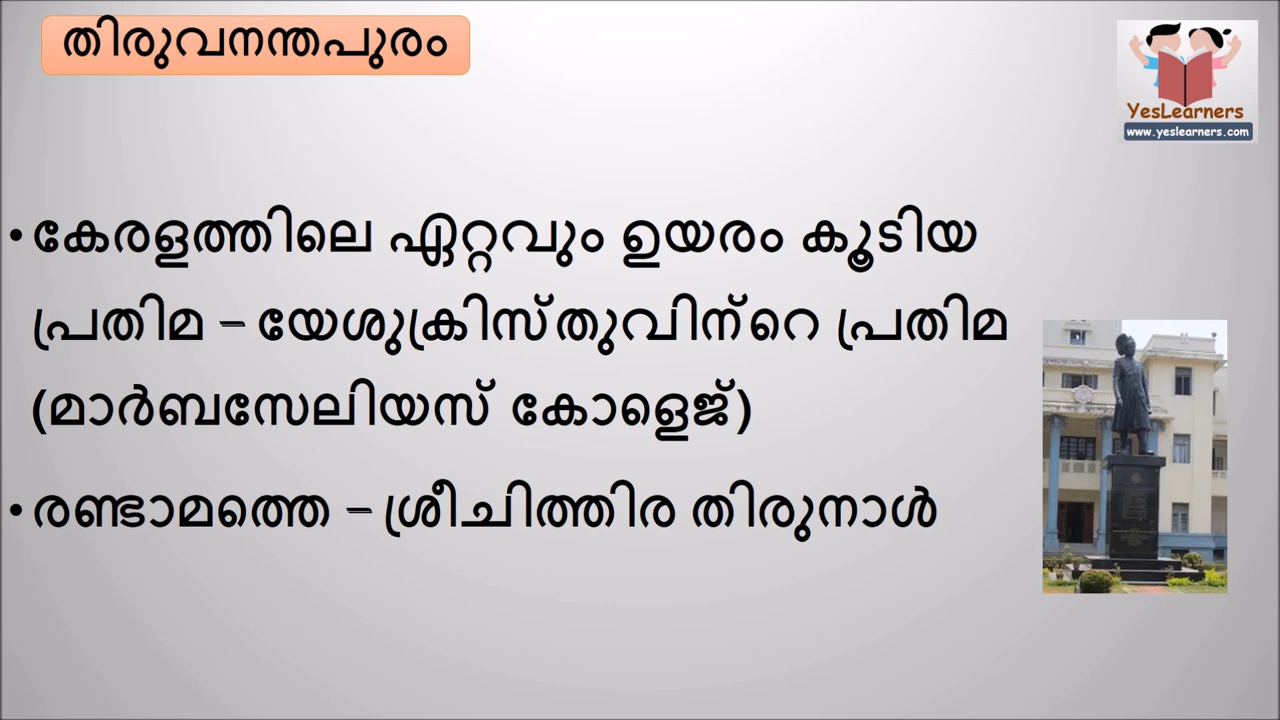 തിരുവനന്തപുരം
YesLearners
www.yeslearners.com
•കേരളത്തിലെ ഏറ്റവും ഉയരം കൂടിയ
പ്രതിമ – യേശുക്രിസ്തുവിന്റെ പ്രതിമ
(മാർബസേലിയസ് കോളെജ്)
•രണ്ടാമത്തെ – ശ്രീചിത്തിര തിരുനാൾ